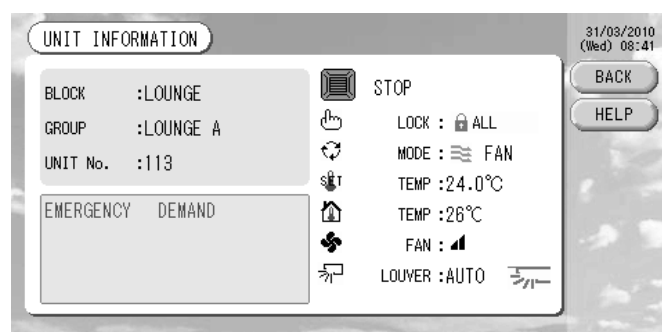 UNIT INFORMATION
31/03/2010
(Wed) 08:41
BACK
HELP
BLOCK :LOUNGE
GROUP :LOUNGE A
UNIT No. :113
EMERGENCY DEMAND
STOP
LOCK : ALL
MODE : FAN
SET TEMP :24.0℃
TEMP :26℃
FAN :
LOUVER :AUTO